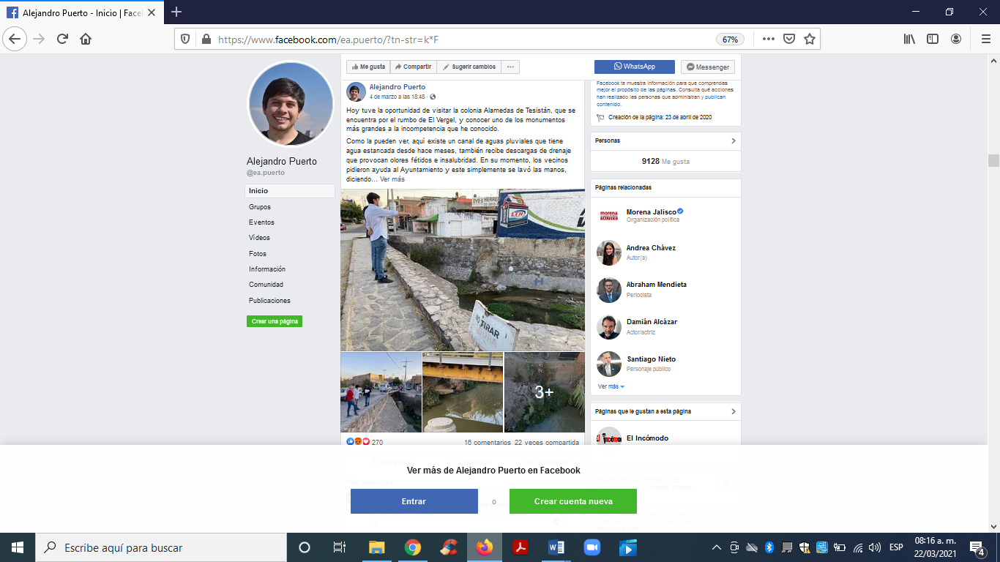 Alejandro Puerto - Inicio | Face
https://www.facebook.com/ea.puerto/?tn-str=k*F
67%
Me gusta
Compartir
Sugerir cambios
WhatsApp
Messenger
Alejandro Puerto
@ea.puerto
Inicio
Grupos
Eventos
Vídeos
Fotos
Información
Comunidad
Publicaciones
Crear una página
Alejandro Puerto
4 de marzo a las 18:48 ·
Hoy tuve la oportunidad de visitar la colonia Alamedas de Tesistán, que se
encuentra por el rumbo de El Vergel, y conocer uno de los monumentos
más grandes a la incompetencia que he conocido.
Como la pueden ver, aquí existe un canal de aguas pluviales que tiene
agua estancada desde hace meses, también recibe descargas de drenaje
que provocan olores fétidos e insalubridad. En su momento, los vecinos
pidieron ayuda al Ayuntamiento y este simplemente se lavó las manos,
diciendo... Ver más
MH HERRE
LTH
NO TIRAR
3+
270
16 comentarios 22 veces compartida
Facebook te muestra información para que comprendas
mejor el propósito de las páginas. Consulta qué acciones
han realizado las personas que administran y publican
contenido.
Creación de la página: 23 de abril de 2020
Personas
9128 Me gusta
Páginas relacionadas
morena
JALISCO
Morena Jalisco
Organización política
Andrea Chávez
Autor(a)
Abraham Mendieta
Periodista
Damián Alcázar
Actor/actriz
Santiago Nieto
Personaje público
Ver más
Páginas que le gustan a esta página
El Incómodo
Ver más de Alejandro Puerto en Facebook
Entrar
o
Crear cuenta nueva
Escribe aquí para buscar
ESP
08:16 a. m.
22/03/2021
4